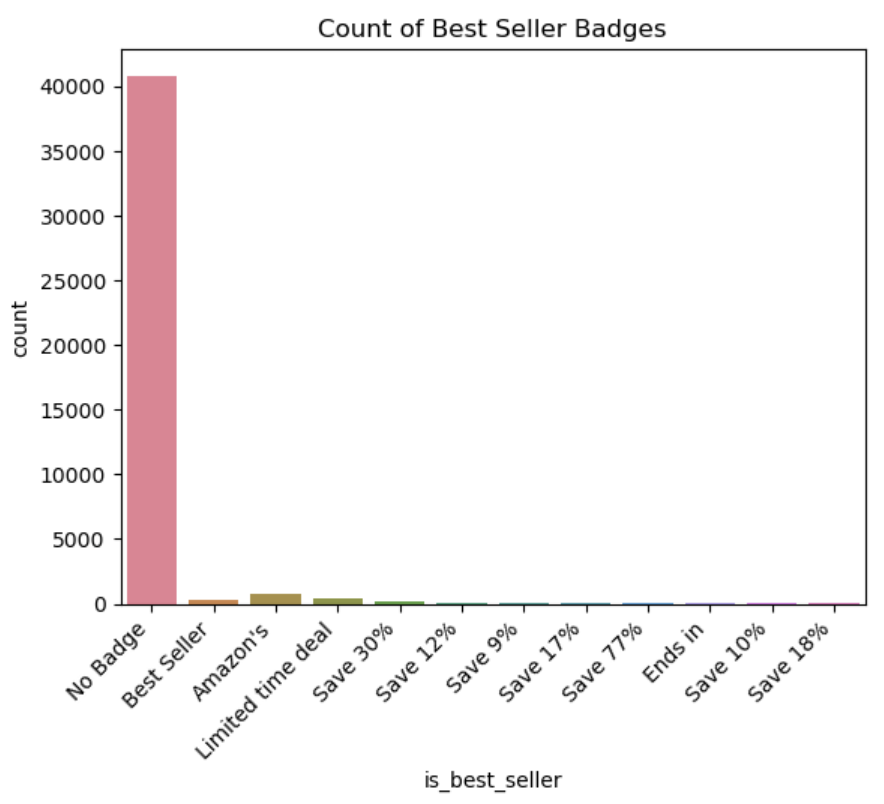 Count of Best Seller Badges
count
40000
35000
30000
25000
20000
15000
10000
5000
0
No Badge
Best Seller
Amazon's
Limited time deal
Save 30%
Save 12%
Save 9%
Save 17%
Save 77%
Ends in
Save 10%
Save 18%
is_best_seller